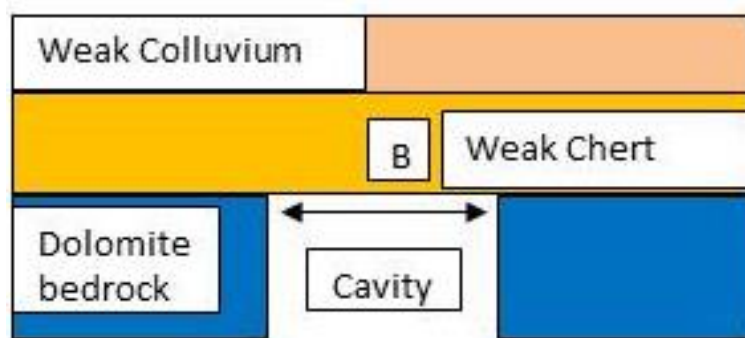 Weak Colluvium
B
Weak Chert
Dolomite
bedrock
Cavity